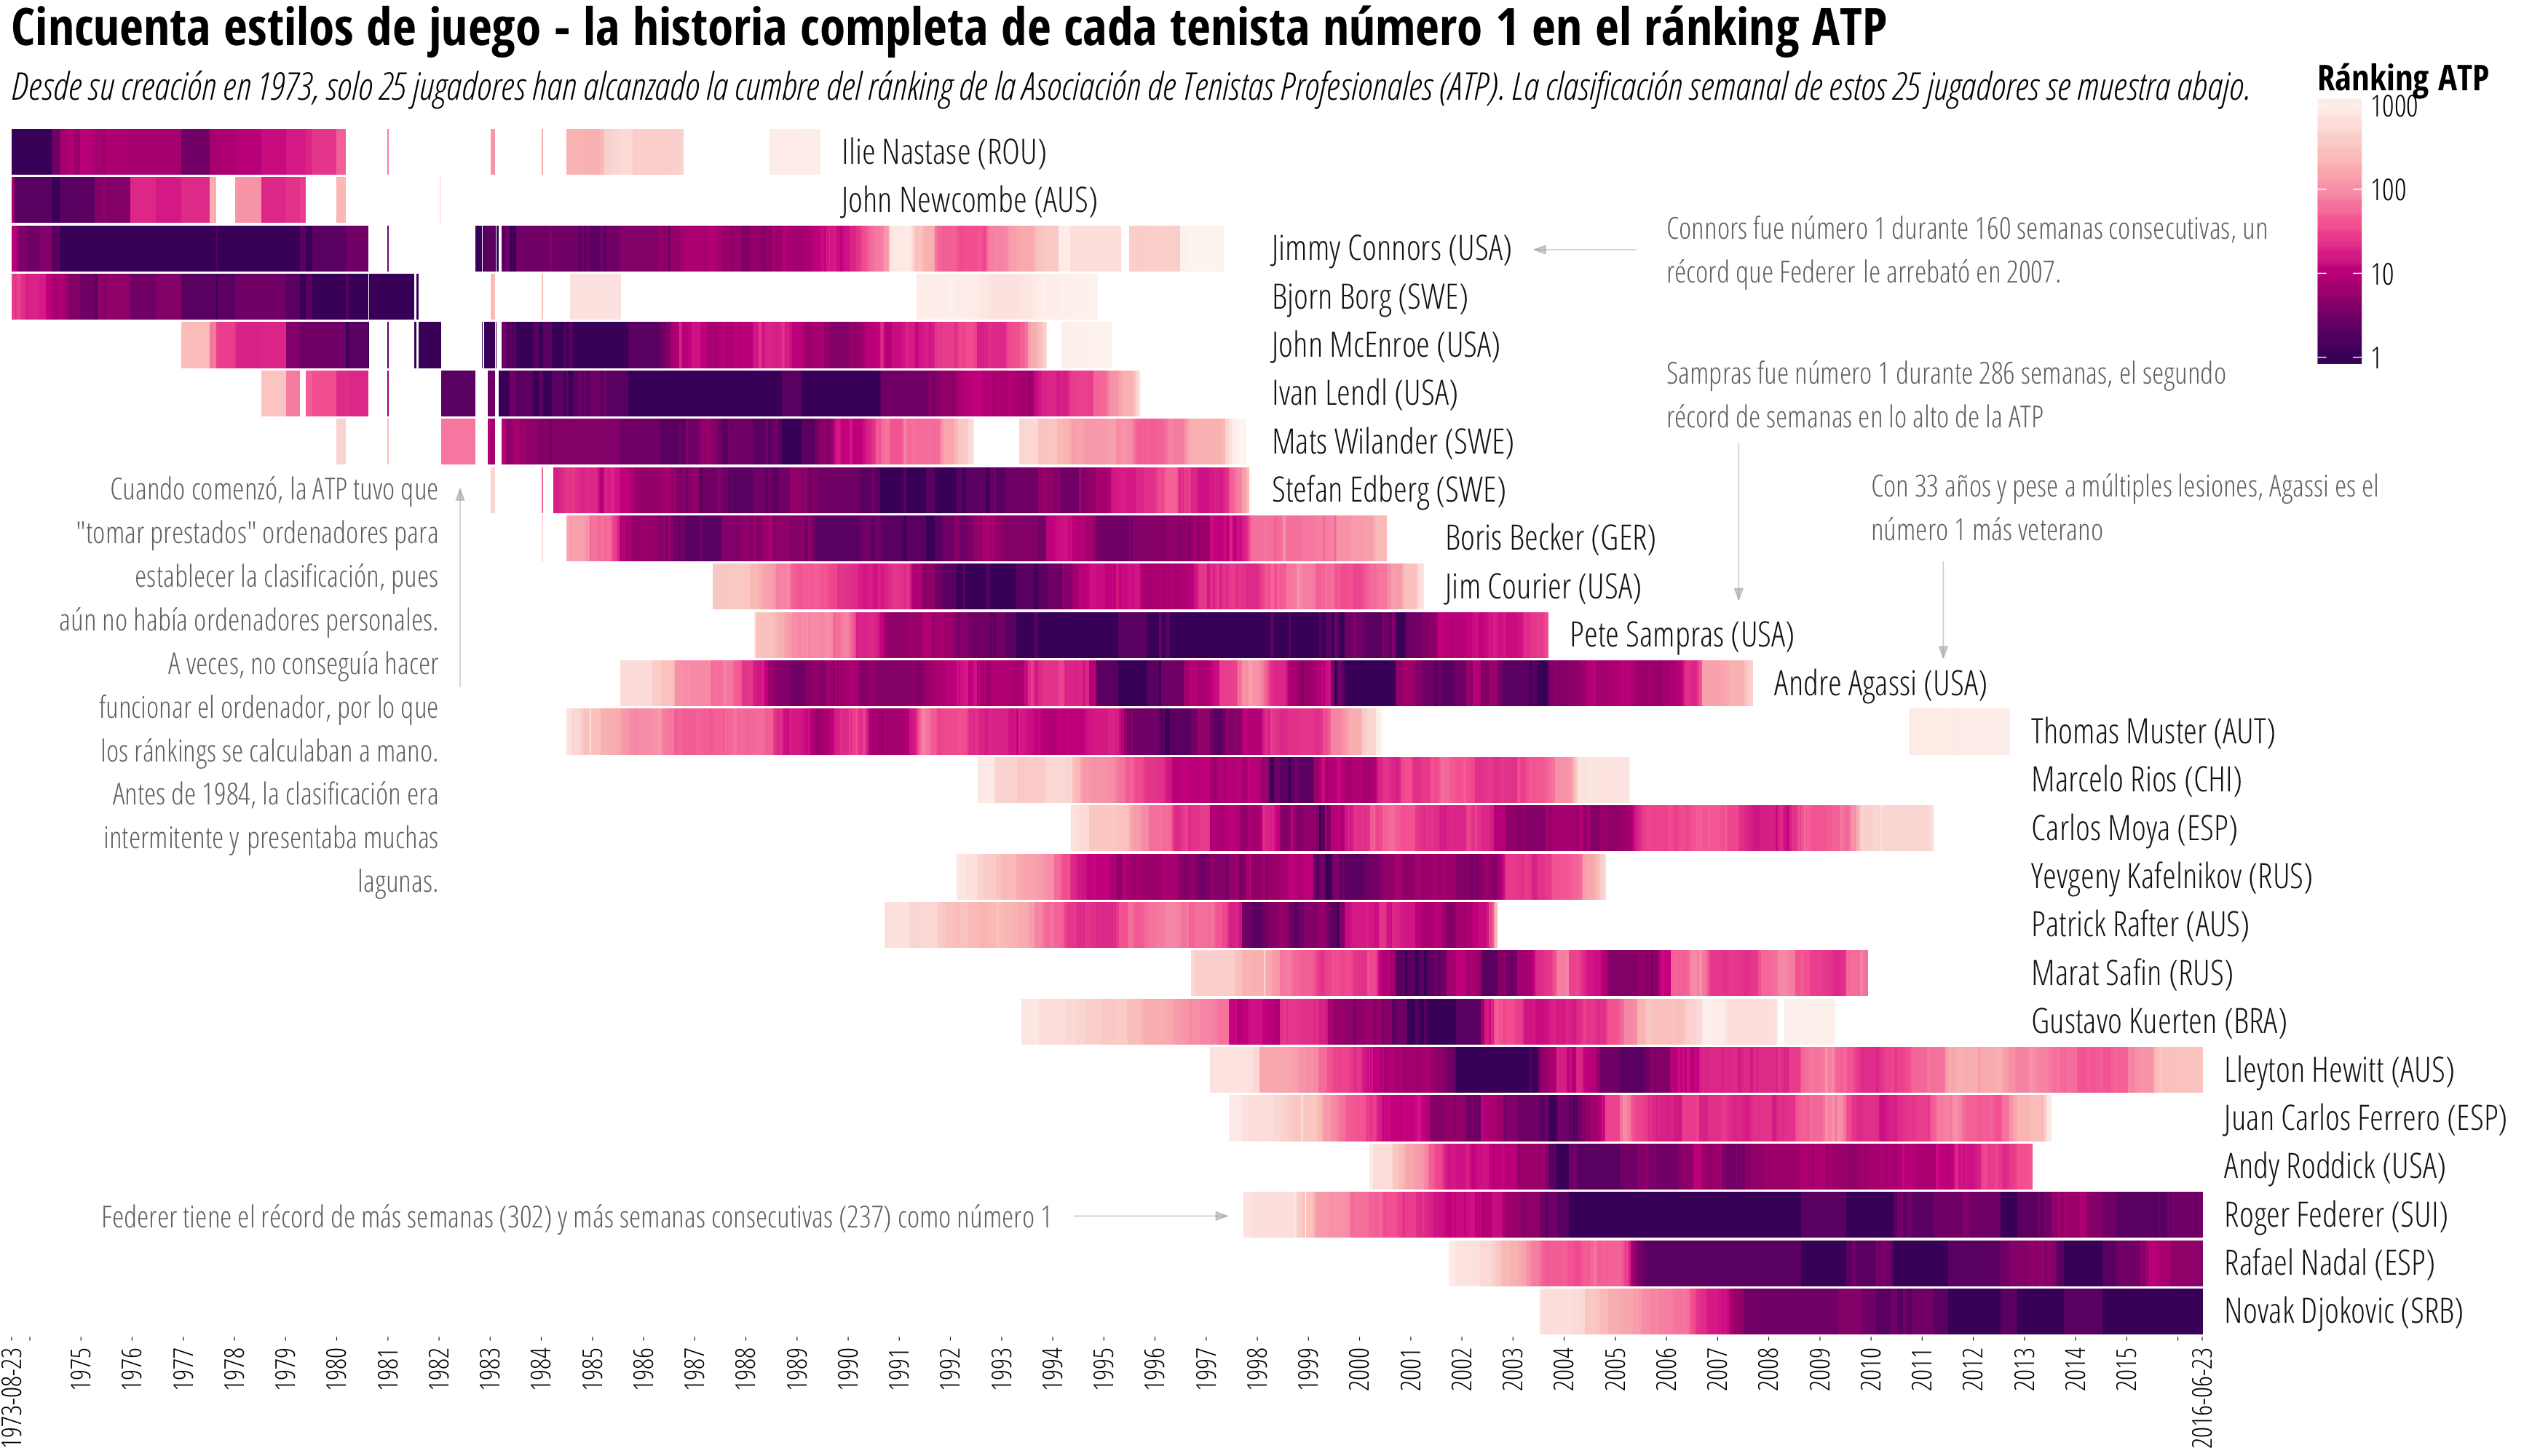 Cincuenta estilos de juego - la historia completa de cada tenista número 1 en el ránking ATP
Desde su creación en 1973, solo 25 jugadores han alcanzado la cumbre del ránking de la Asociación de Tenistas Profesionales (ATP). La clasificación semanal de estos 25 jugadores se muestra abajo.
Ránking ATP
1000
100
10
1
Ilie Nastase (ROU)
John Newcombe (AUS)
Jimmy Connors (USA)
Connors fue número 1 durante 160 semanas consecutivas, un
récord que Federer le arrebató en 2007.
Bjorn Borg (SWE)
John McEnroe (USA)
Ivan Lendl (USA)
Sampras fue número 1 durante 286 semanas, el segundo
récord de semanas en lo alto de la ATP
Mats Wilander (SWE)
Stefan Edberg (SWE)
Con 33 años y pese a múltiples lesiones, Agassi es el
número 1 más veterano
Cuando comenzó, la ATP tuvo que
"tomar prestados" ordenadores para
establecer la clasificación, pues
aún no había ordenadores personales.
A veces, no conseguía hacer
funcionar el ordenador, por lo que
los ránkings se calculaban a mano.
Antes de 1984, la clasificación era
intermitente y presentaba muchas
lagunas.
Boris Becker (GER)
Jim Courier (USA)
Pete Sampras (USA)
Andre Agassi (USA)
Thomas Muster (AUT)
Marcelo Rios (CHI)
Carlos Moya (ESP)
Yevgeny Kafelnikov (RUS)
Patrick Rafter (AUS)
Marat Safin (RUS)
Gustavo Kuerten (BRA)
Lleyton Hewitt (AUS)
Juan Carlos Ferrero (ESP)
Andy Roddick (USA)
Federer tiene el récord de más semanas (302) y más semanas consecutivas (237) como número 1
Roger Federer (SUI)
Rafael Nadal (ESP)
Novak Djokovic (SRB)
1973-08-23
1975
1976
1977
1978
1979
1980
1981
1982
1983
1984
1985
1986
1987
1988
1989
1990
1991
1992
1993
1994
1995
1996
1997
1998
1999
2000
2001
2002
2003
2004
2005
2006
2007
2008
2009
2010
2011
2012
2013
2014
2015
2016-06-23